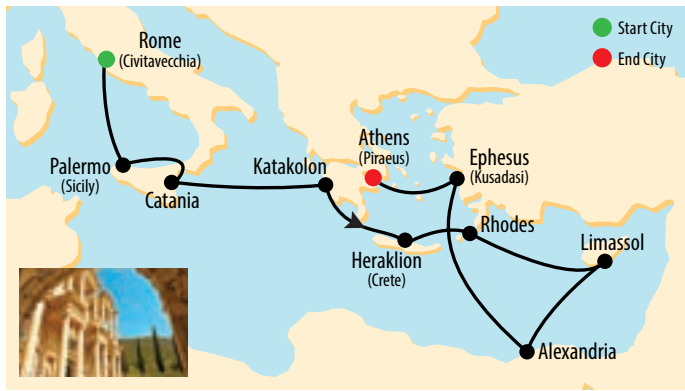 Rome
(Civitavecchia)
Start City
End City
Athens
(Piraeus)
Palermo
(Sicily)
Catania
Katakolon
Ephesus
(Kusadasi)
Rhodes
Limassol
Heraklion
(Crete)
Alexandria